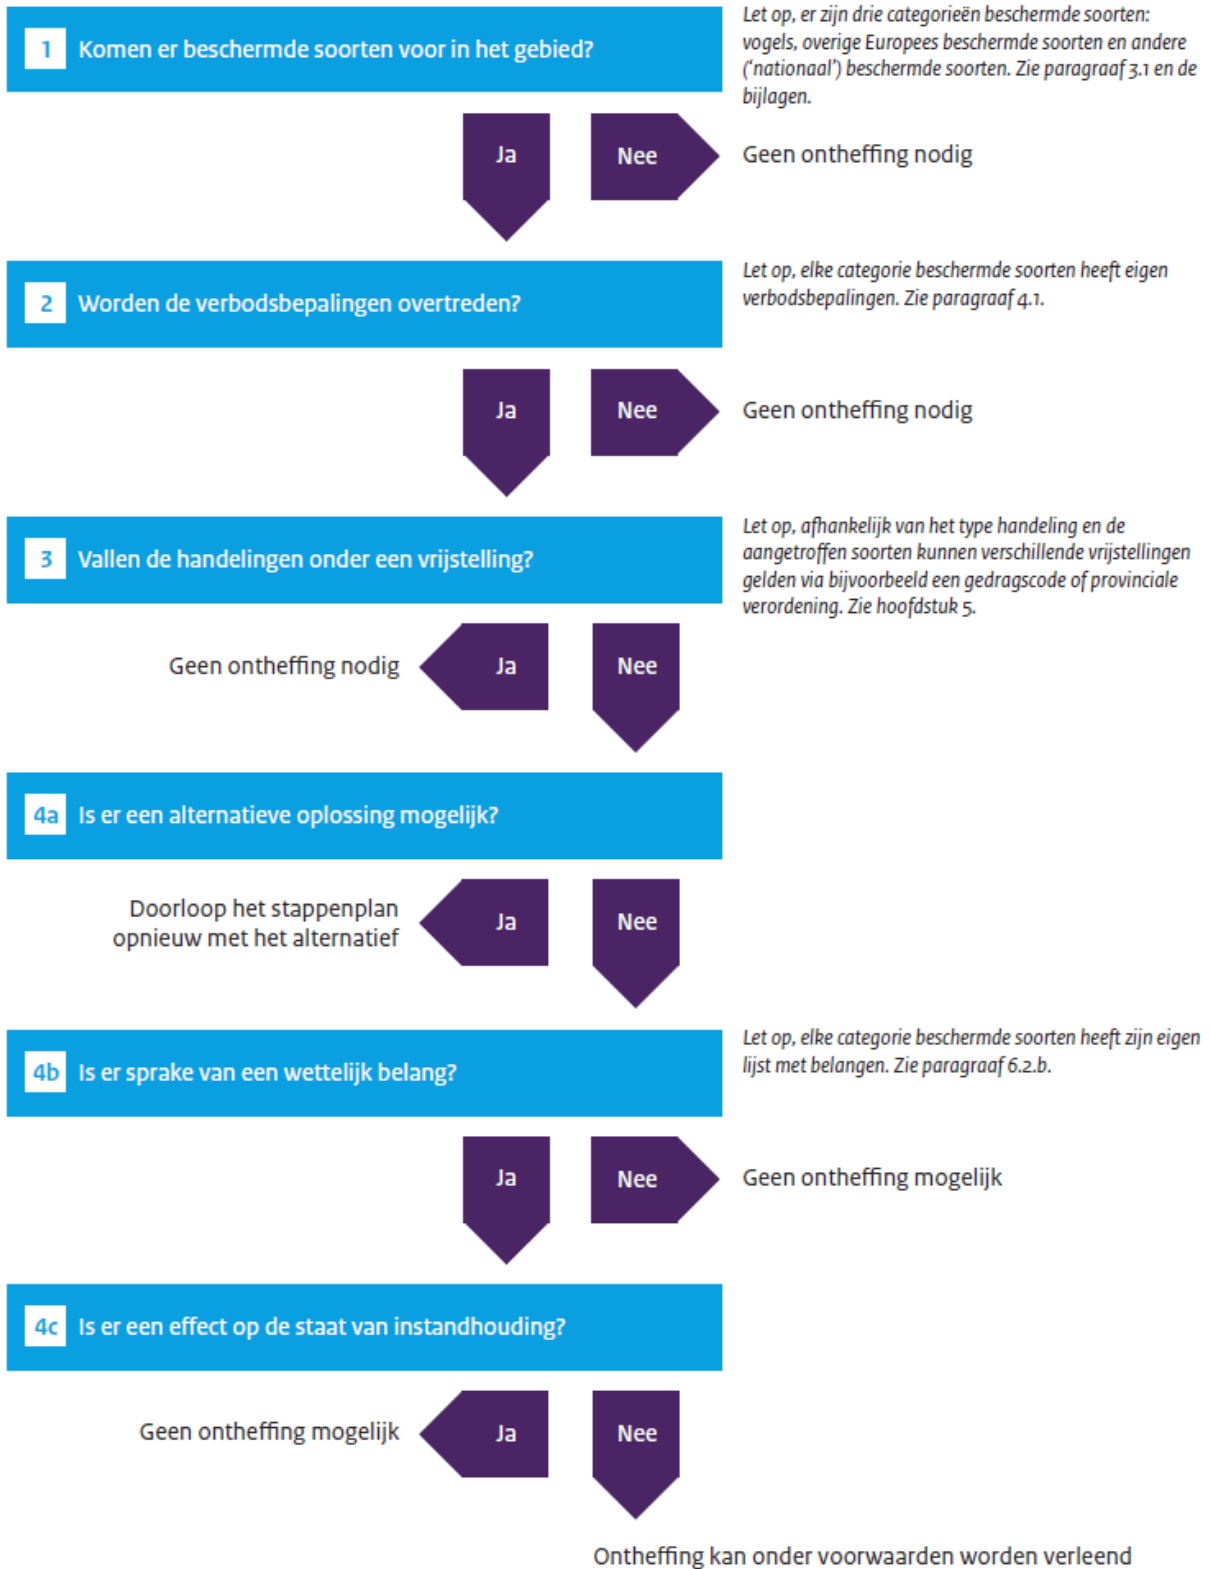 1 Komen er beschermde soorten voor in het gebied?
Let op, er zijn drie categorieën beschermde soorten:
vogels, overige Europees beschermde soorten en andere
(‘nationaal’) beschermde soorten. Zie paragraaf 3.1 en de
bijlagen.
Ja
Nee
Geen ontheffing nodig
2 Worden de verbodsbepalingen overtreden?
Let op, elke categorie beschermde soorten heeft eigen
verbodsbepalingen. Zie paragraaf 4.1.
Ja
Nee
Geen ontheffing nodig
3 Vallen de handelingen onder een vrijstelling?
Let op, afhankelijk van het type handeling en de
aangetroffen soorten kunnen verschillende vrijstellingen
gelden via bijvoorbeeld een gedragscode of provinciale
verordening. Zie hoofdstuk 5.
Geen ontheffing nodig
Ja
Nee
4a Is er een alternatieve oplossing mogelijk?
Doorloop het stappenplan
opnieuw met het alternatief
Ja
Nee
4b Is er sprake van een wettelijk belang?
Let op, elke categorie beschermde soorten heeft zijn eigen
lijst met belangen. Zie paragraaf 6.2.b.
Ja
Nee
Geen ontheffing mogelijk
4c Is er een effect op de staat van instandhouding?
Geen ontheffing mogelijk
Ja
Nee
Ontheffing kan onder voorwaarden worden verleend